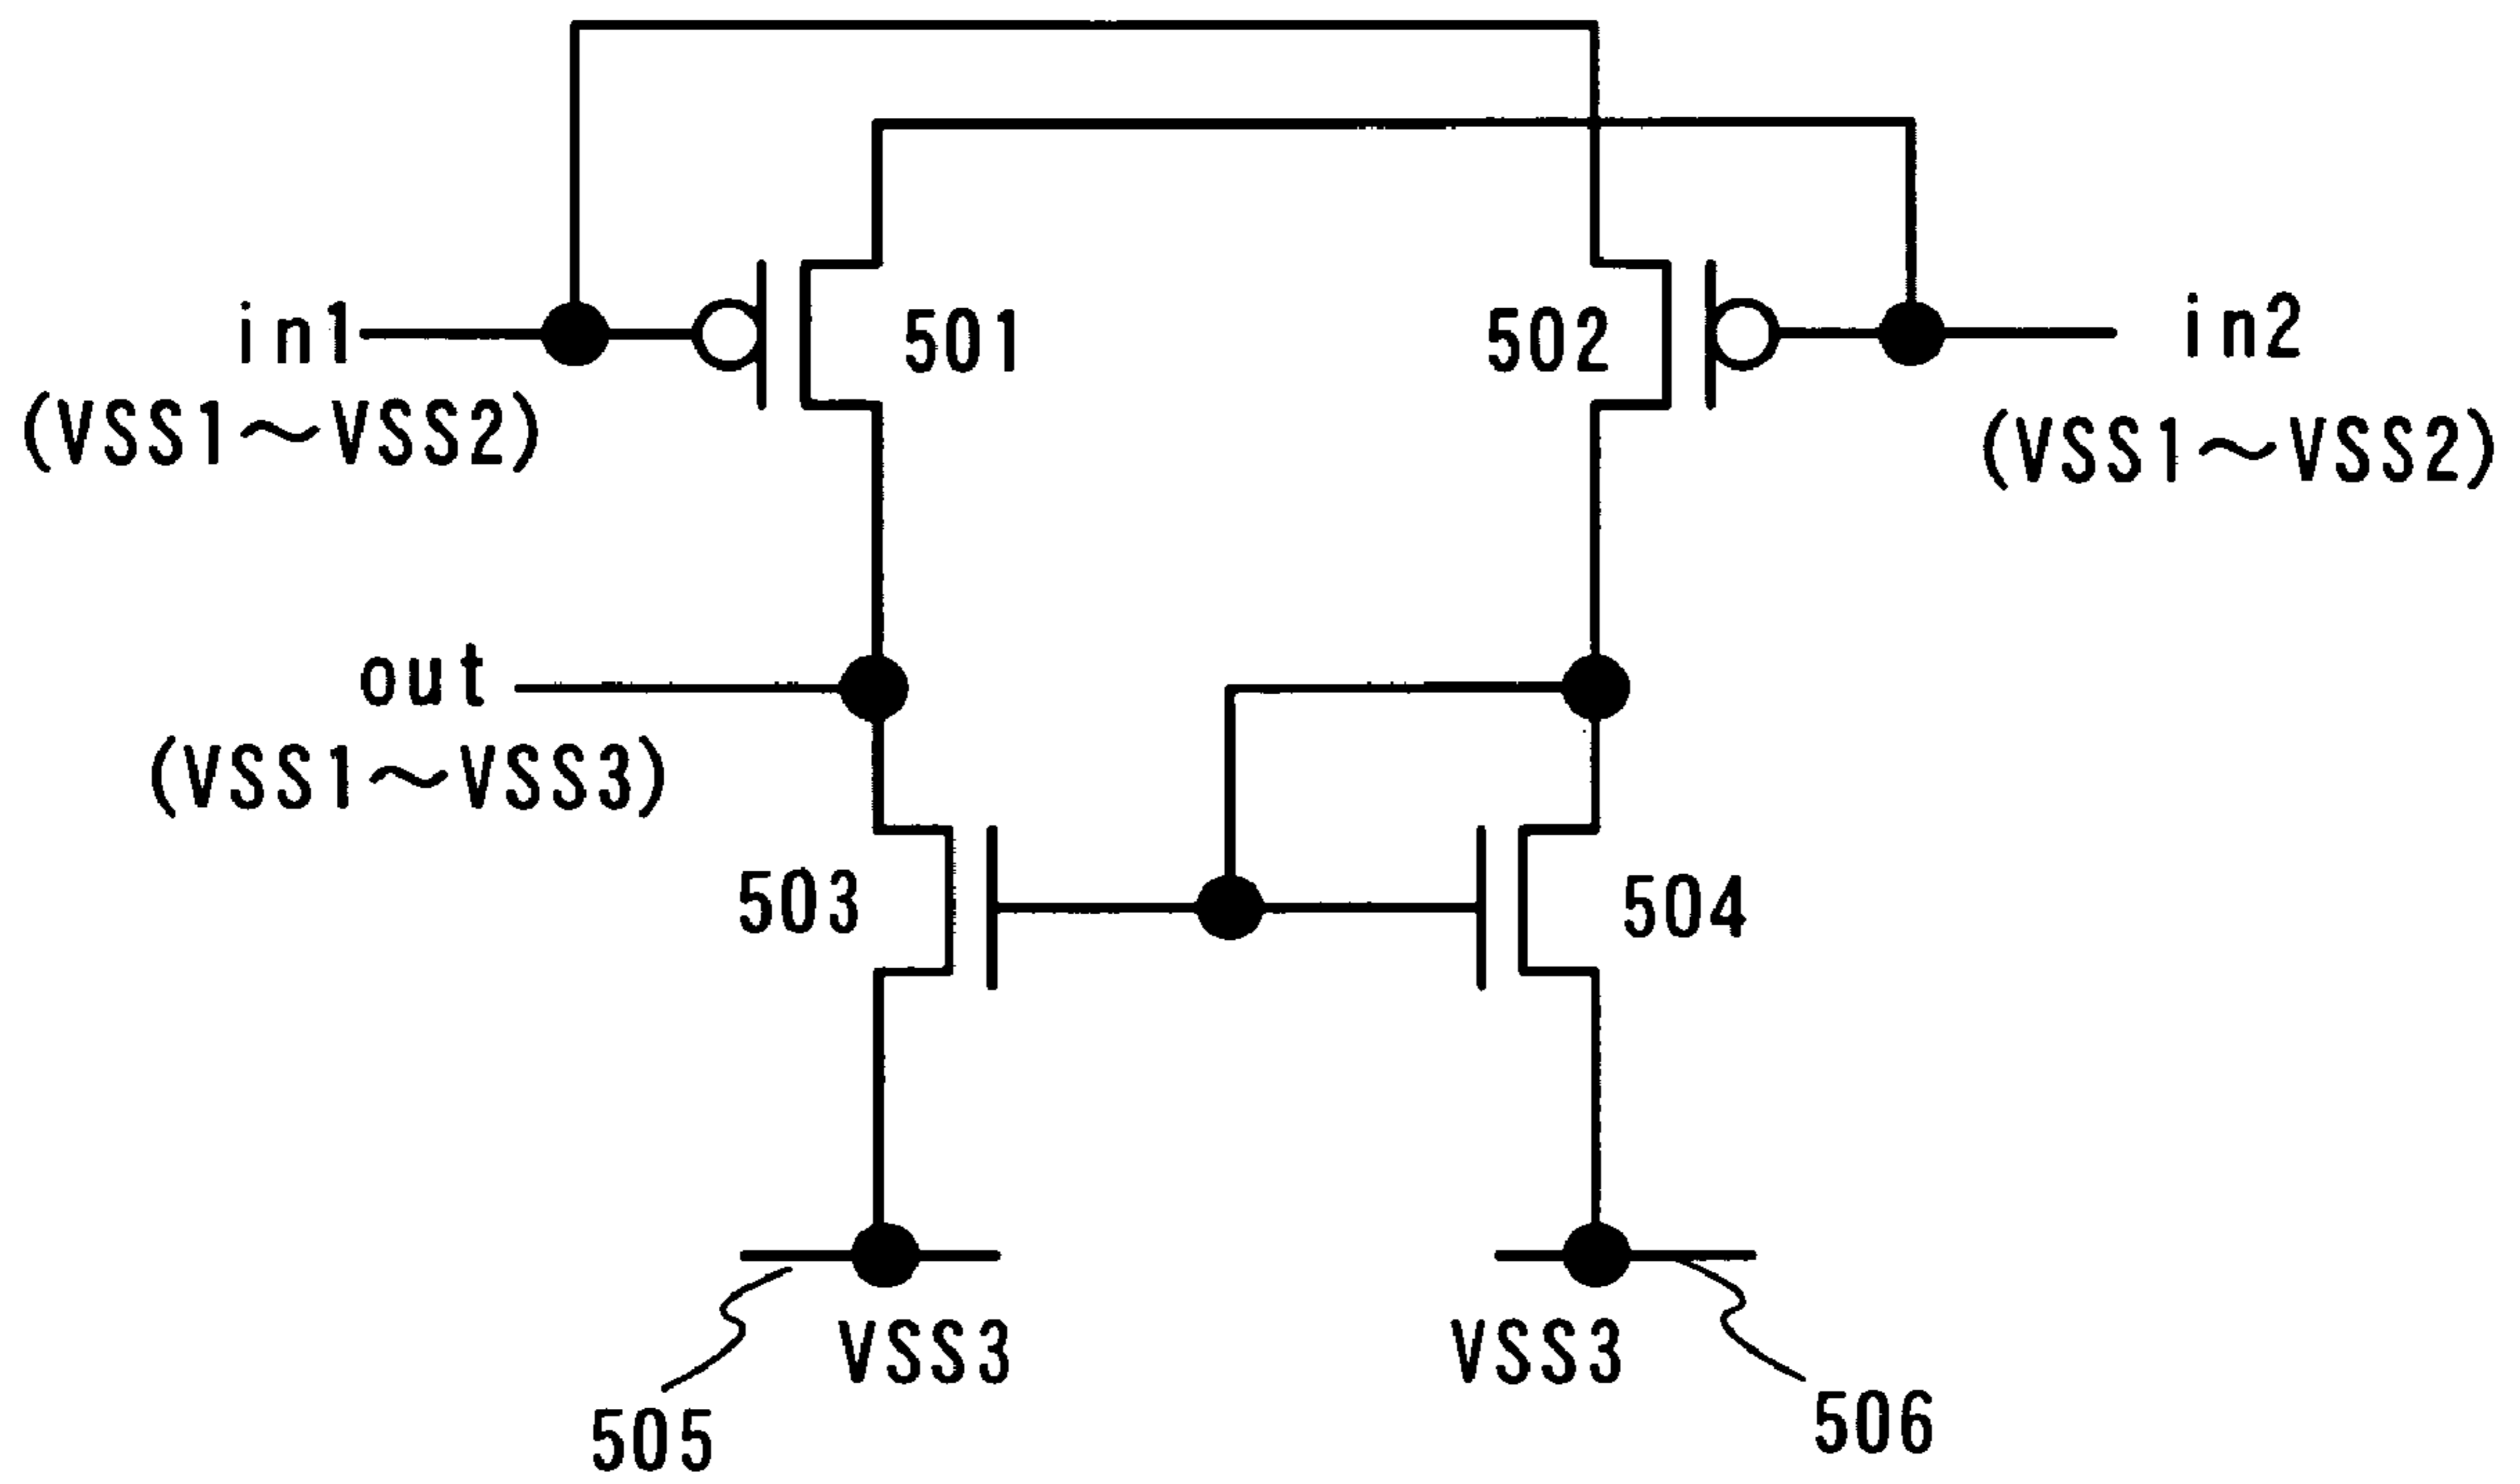 in1
(VSS1～VSS2)
501
502
in2
(VSS1～VSS2)
out
(VSS1～VSS3)
503
504
VSS3
VSS3
505
506